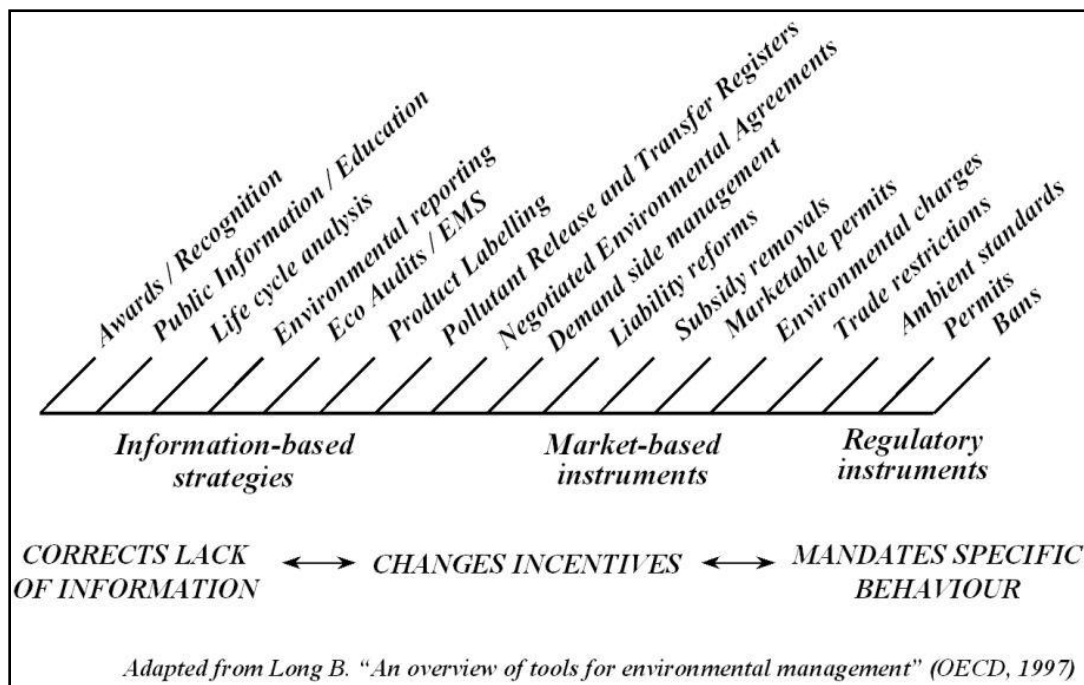 Awards / Recognition
Public Information / Education
Life cycle analysis
Environmental reporting
Eco Audits / EMS
Product Labelling
Pollutant Release and Transfer Registers
Negotiated Environmental Agreements
Demand side management
Liability reforms
Subsidy removals
Marketable permits
Environmental charges
Trade restrictions
Ambient standards
Permits
Bans
Information-based
strategies
Market-based
instruments
Regulatory
instruments
CORRECTS LACK
OF INFORMATION
CHANGES INCENTIVES
MANDATES SPECIFIC
BEHAVIOUR
Adapted from Long B. "An overview of tools for environmental management" (OECD, 1997)